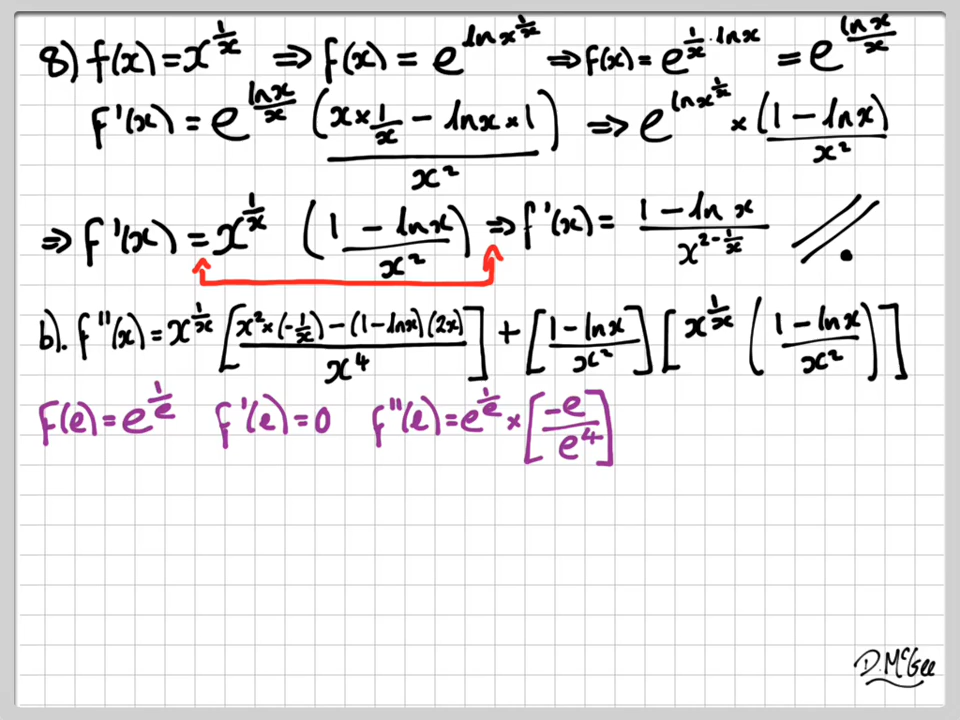 8) f(x) = x^{1/x} ⇒ f(x) = e^{ln x^{1/x}} ⇒ f(x) = e^{1/x · ln x} = e^{ln x/x}
f'(x) = e^{ln x/x} (x × 1/x − ln x × 1)/x² ⇒ e^{ln x^{1/x}} × (1 − ln x)/x²
⇒ f'(x) = x^{1/x} (1 − ln x)/x² ⇒ f'(x) = (1 − ln x)/x^{2 − 1/x} //.
b). f''(x) = x^{1/x} [(x² × (−1/x) − (1 − ln x)(2x))/x⁴] + [(1 − ln x)/x²] [x^{1/x} ((1 − ln x)/x²)]
f(e) = e^{1/e} f'(e) = 0 f''(e) = e^{1/e} × [−e/e⁴]
D. McGee